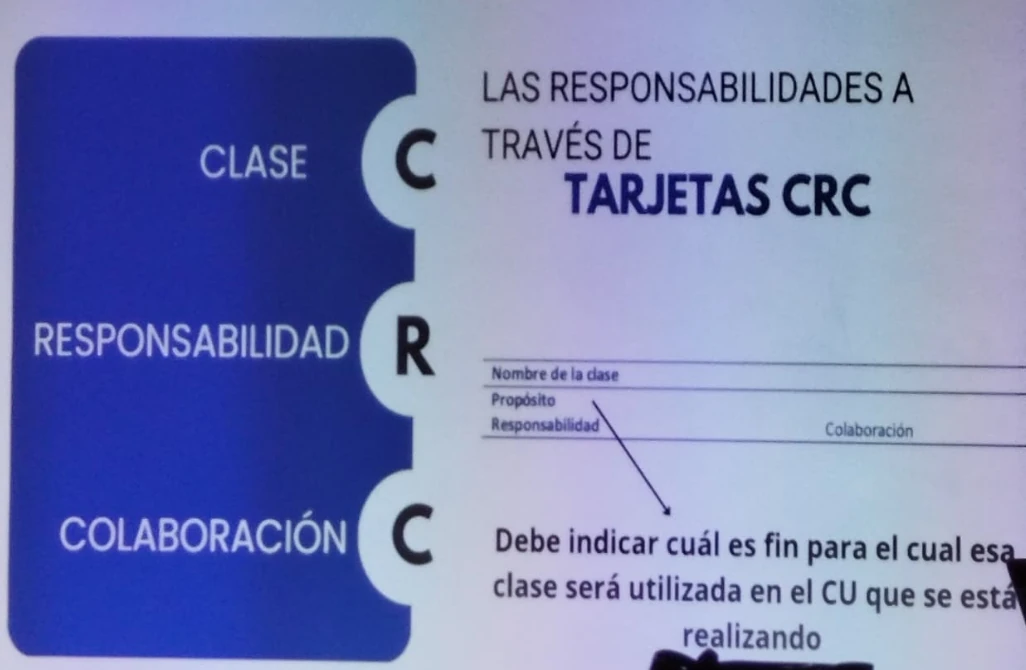 CLASE C
RESPONSABILIDAD R
COLABORACIÓN C
LAS RESPONSABILIDADES A
TRAVÉS DE
TARJETAS CRC
Nombre de la clase
Propósito
Responsabilidad Colaboración
Debe indicar cuál es fin para el cual esa
clase será utilizada en el CU que se está
realizando